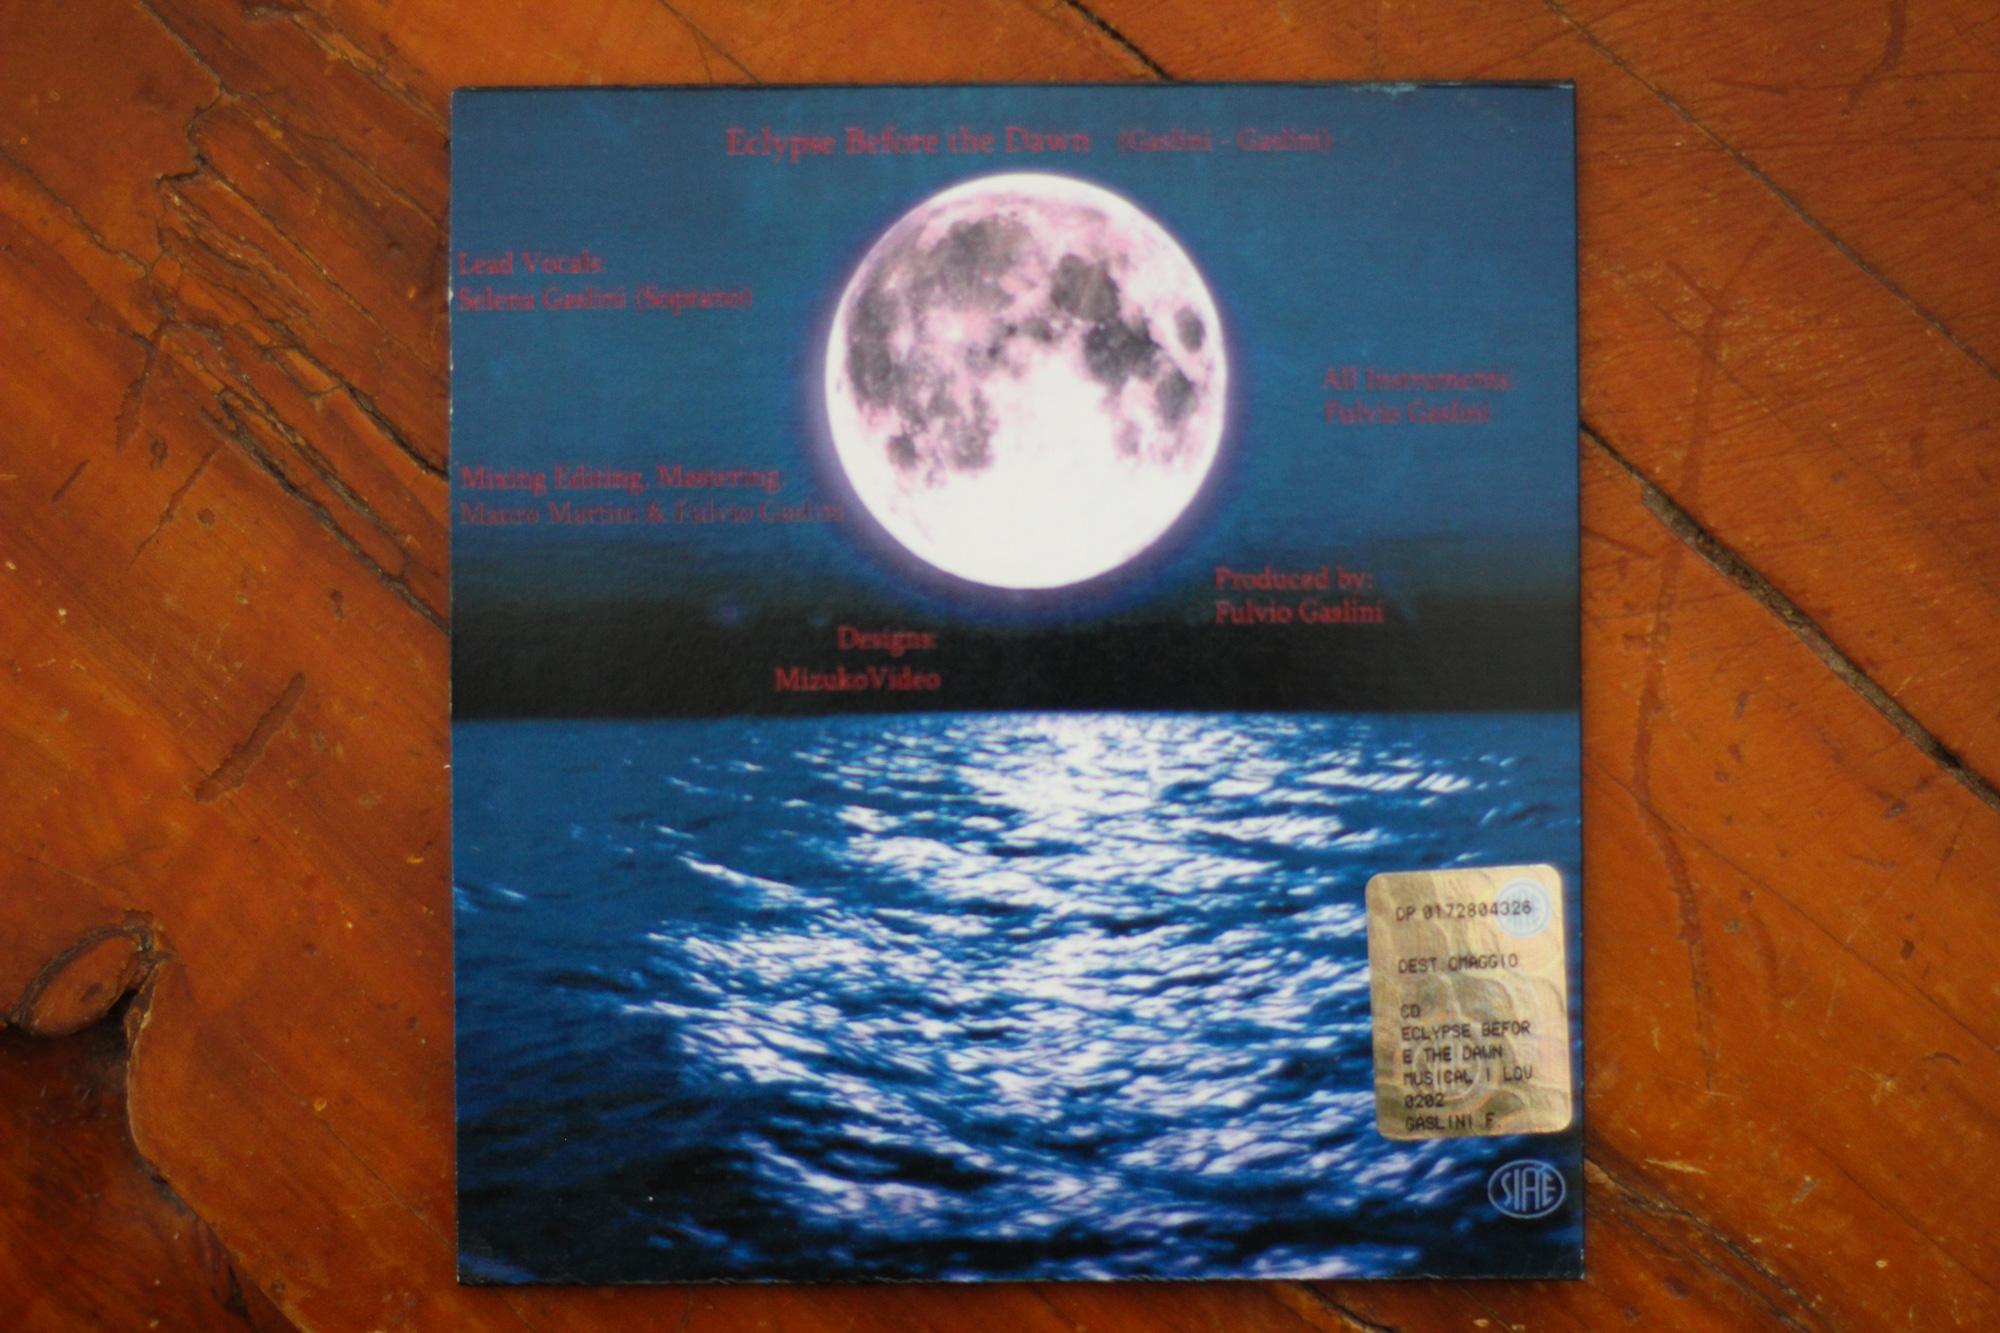 Eclypse Before the Dawn (Gaslini - Gaslini)
Lead Vocals:
Selena Gaslini (Soprano)
All Instruments:
Fulvio Gaslini
Mixing Editing, Mastering:
Mauro Martini & Fulvio Gaslini
Produced by:
Fulvio Gaslini
Designs:
MizukoVideo
DP 0172804326
DEST.OMAGGIO
CD
ECLYPSE BEFOR
E THE DAWN
MUSICAL I LOV
0202
GASLINI F.
SIAE